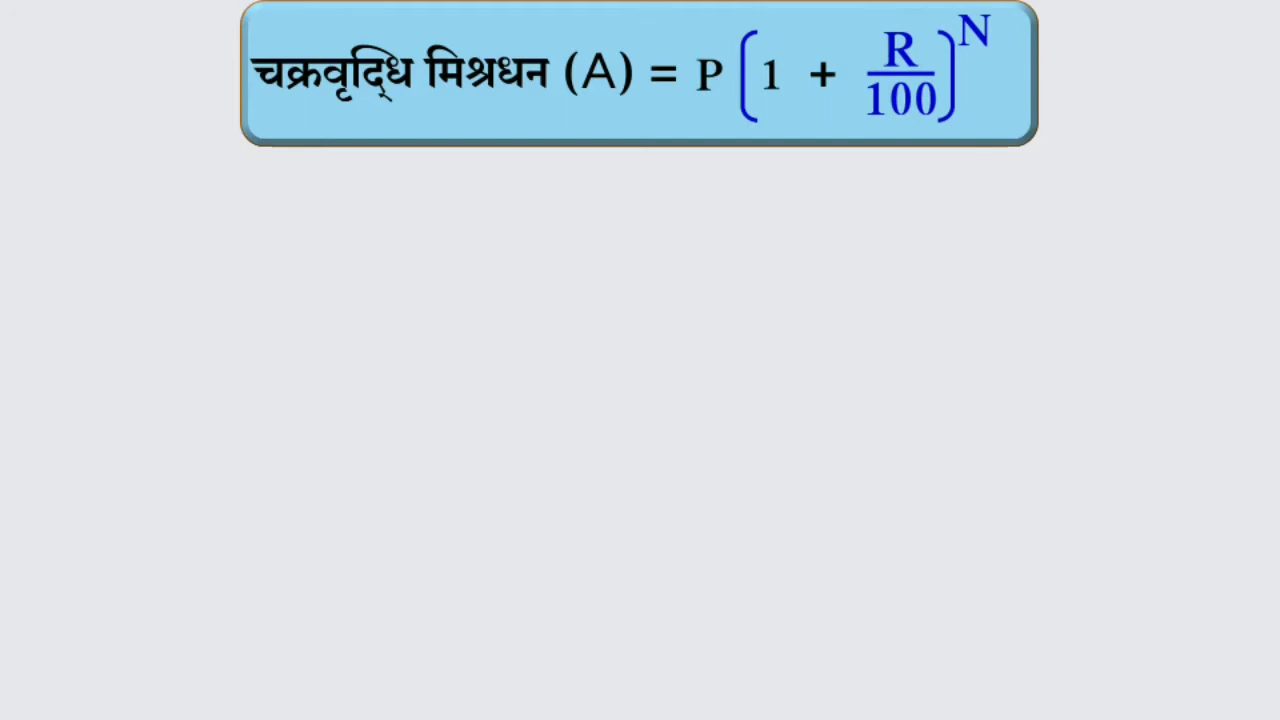 चक्रवृद्धि मिश्रधन (A) = P (1 + R/100)^N